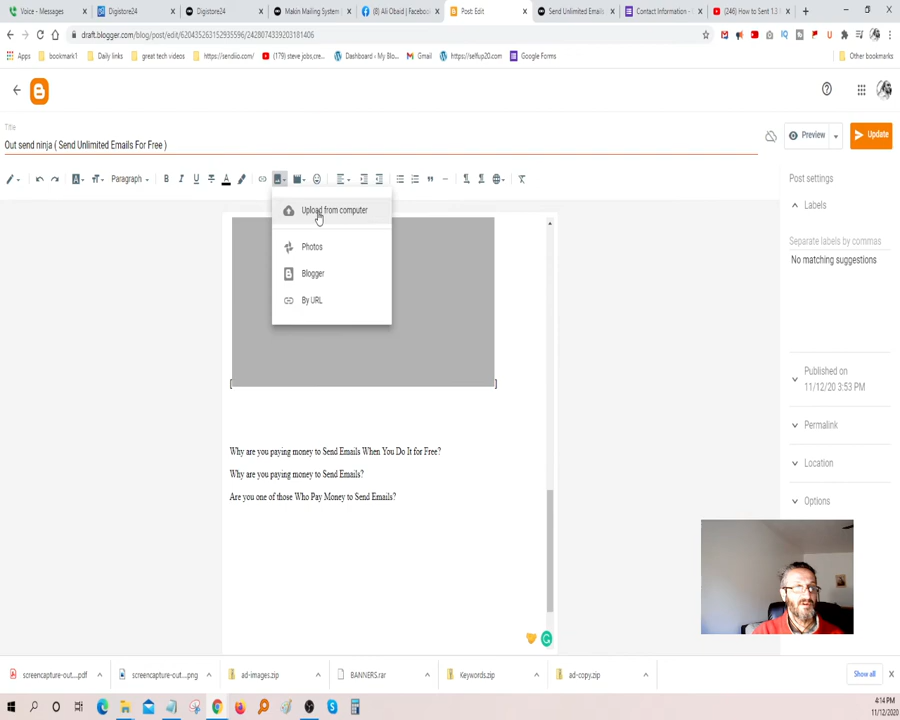 Voice - Messages
Digistore24
Digistore24
Makin Mailing System
(8) Ali Obaid | Facebook
Post: Edit
Send Unlimited Emails
Contact Information -
(246) How to Sent 1.3
draft.blogger.com/blog/post/edit/620435263152935596/4280074339203181406
Apps
bookmark1
Daily links
great tech videos
https://sendiio.com/
(179) steve jobs,cre...
Dashboard ‹ My Blo...
Gmail
https://selfup20.com
Google Forms
Other bookmarks
Title
Out send ninja ( Send Unlimited Emails For Free )
Preview
Update
Paragraph
Upload from computer
Photos
Blogger
By URL
[ ]
Why are you paying money to Send Emails When You Do It for Free?
Why are you paying money to Send Emails?
Are you one of those Who Pay Money to Send Emails?
Post settings
Labels
Separate labels by commas
No matching suggestions
Published on
11/12/20 3:53 PM
Permalink
Location
Options
screencapture-out....pdf
screencapture-out....png
ad-images.zip
BANNERS.rar
Keywords.zip
ad-copy.zip
Show all
4:14 PM
11/12/2020